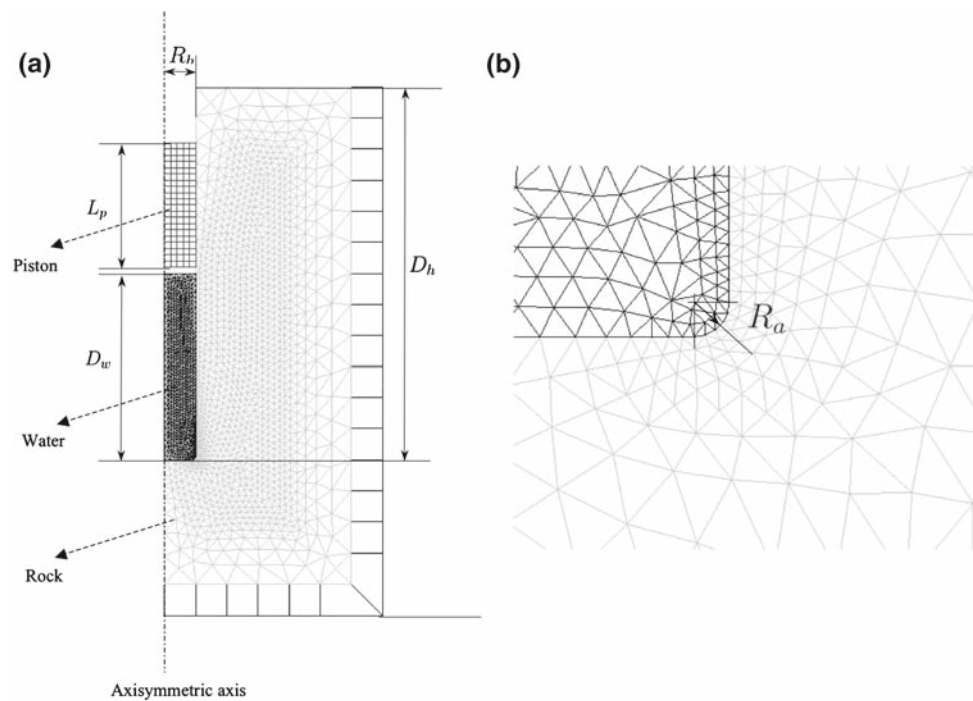 (a)
R_h
(b)
L_p
Piston
D_h
R_a
D_w
Water
Rock
Axisymmetric axis